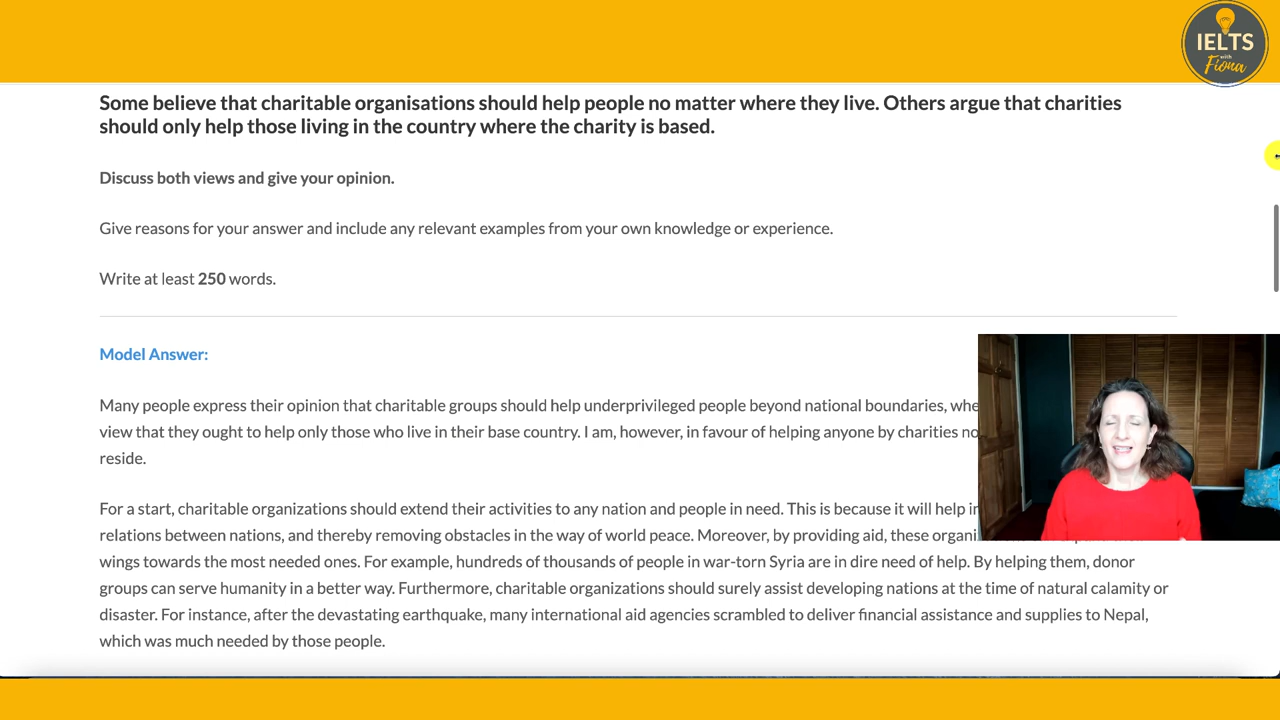 IELTS
with
Fiona
Some believe that charitable organisations should help people no matter where they live. Others argue that charities
should only help those living in the country where the charity is based.
Discuss both views and give your opinion.
Give reasons for your answer and include any relevant examples from your own knowledge or experience.
Write at least 250 words.
Model Answer:
Many people express their opinion that charitable groups should help underprivileged people beyond national boundaries,
view that they ought to help only those who live in their base country. I am, however, in favour of helping anyone by charities
reside.
For a start, charitable organizations should extend their activities to any nation and people in need. This is because it will help
relations between nations, and thereby removing obstacles in the way of world peace. Moreover, by providing aid, these
wings towards the most needed ones. For example, hundreds of thousands of people in war-torn Syria are in dire need of help. By helping them, donor
groups can serve humanity in a better way. Furthermore, charitable organizations should surely assist developing nations at the time of natural calamity or
disaster. For instance, after the devastating earthquake, many international aid agencies scrambled to deliver financial assistance and supplies to Nepal,
which was much needed by those people.